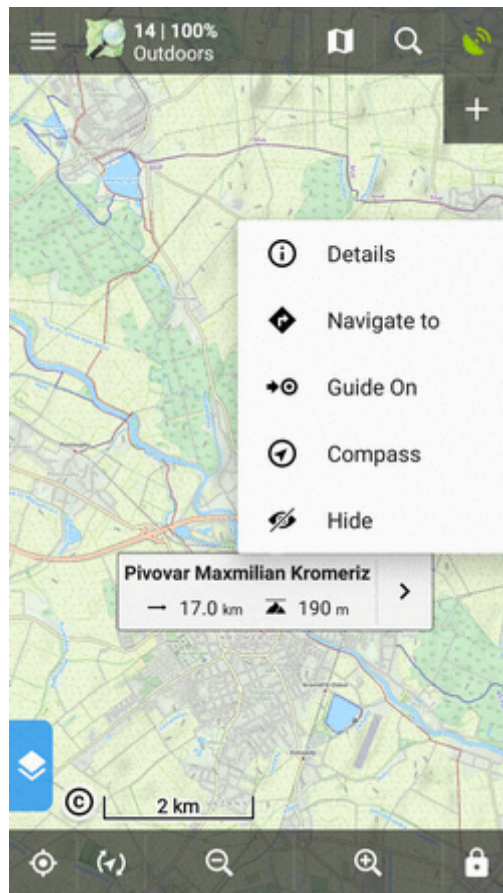 14 | 100%
Outdoors
Details
Navigate to
Guide On
Compass
Hide
Pivovar Maxmilian Kromeriz
17.0 km 190 m
2 km